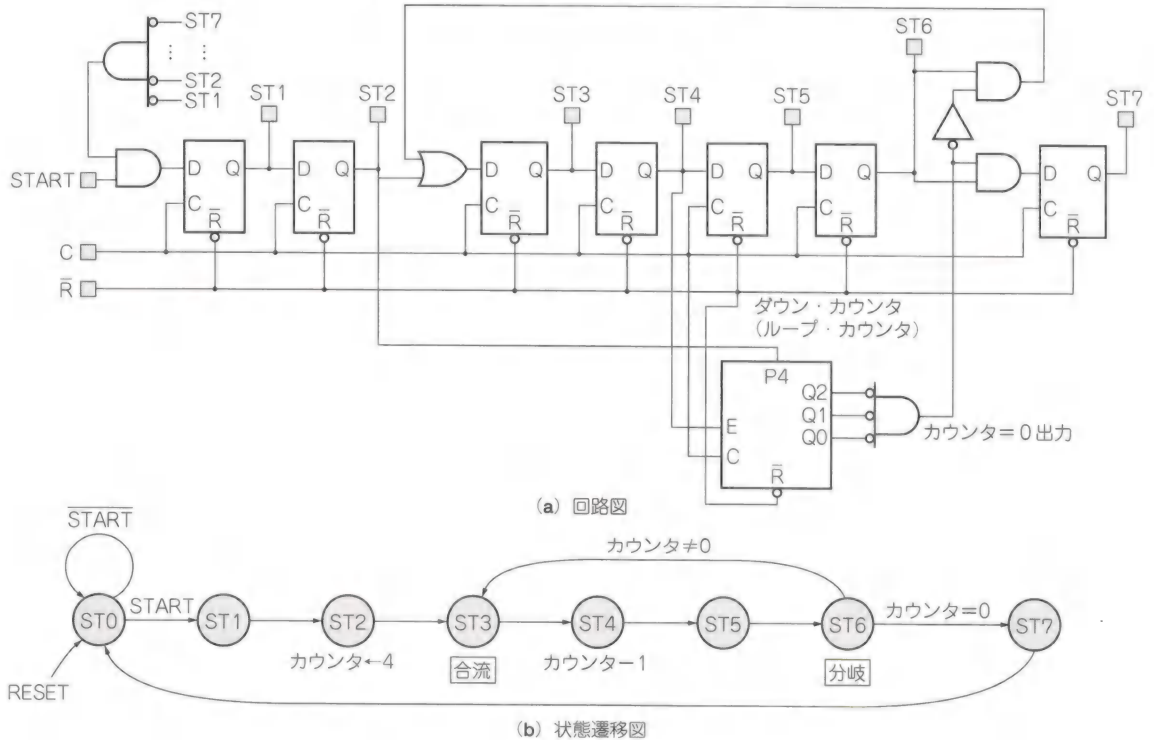 ST7
ST2
ST1
ST1
ST2
ST3
ST4
ST5
ST6
ST7
START
D Q
C
R̅
D Q
C
R̅
D Q
C
R̅
D Q
C
R̅
D Q
C
R̅
D Q
C
R̅
D Q
C
R̅
C
R̅
ダウン・カウンタ
(ループ・カウンタ)
P4
Q2
Q1
Q0
E
C
R̅
カウンタ=0出力
(a) 回路図
S̅T̅A̅R̅T̅
カウンタ≠0
ST0
START
ST1
ST2
ST3
ST4
ST5
ST6
カウンタ=0
ST7
カウンタ←4
合流
カウンター1
分岐
RESET
(b) 状態遷移図